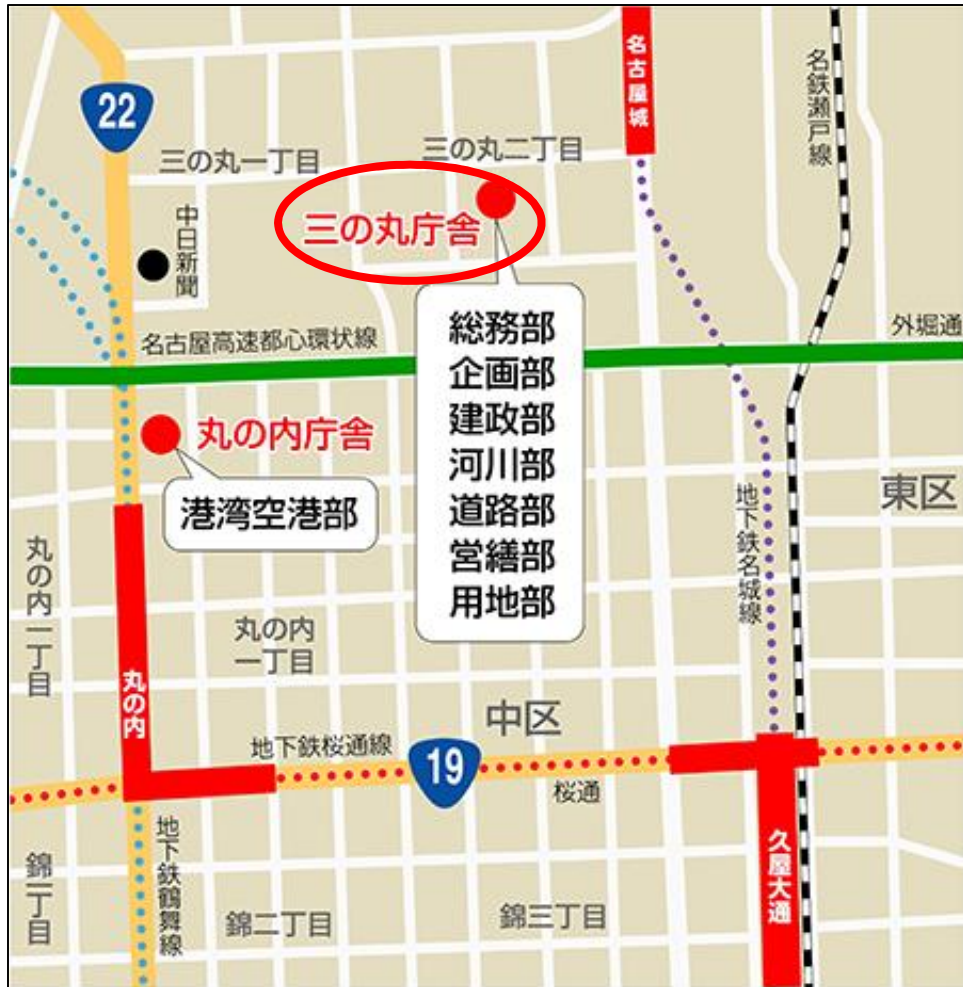 名古屋城
名鉄瀬戸線
22
三の丸一丁目
三の丸二丁目
中日新聞
三の丸庁舎
総務部
企画部
建政部
河川部
道路部
営繕部
用地部
名古屋高速都心環状線
外堀通
丸の内庁舎
港湾空港部
東区
地下鉄名城線
丸の内一丁目
丸の内
一丁目
丸の内
中区
地下鉄桜通線
19
桜通
地下鉄鶴舞線
久屋大通
錦一丁目
錦二丁目
錦三丁目